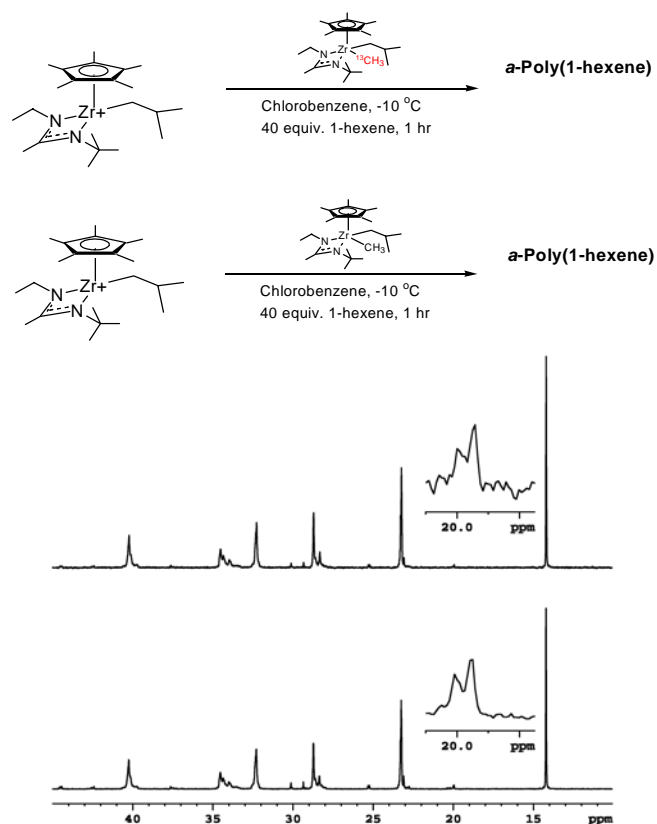 Zr
¹³CH₃
N
N
Zr+
N
N
Chlorobenzene, -10 °C
40 equiv. 1-hexene, 1 hr
a-Poly(1-hexene)
Zr
CH₃
N
N
Zr+
N
N
Chlorobenzene, -10 °C
40 equiv. 1-hexene, 1 hr
a-Poly(1-hexene)
20.0 ppm
20.0 ppm
40 35 30 25 20 15 ppm